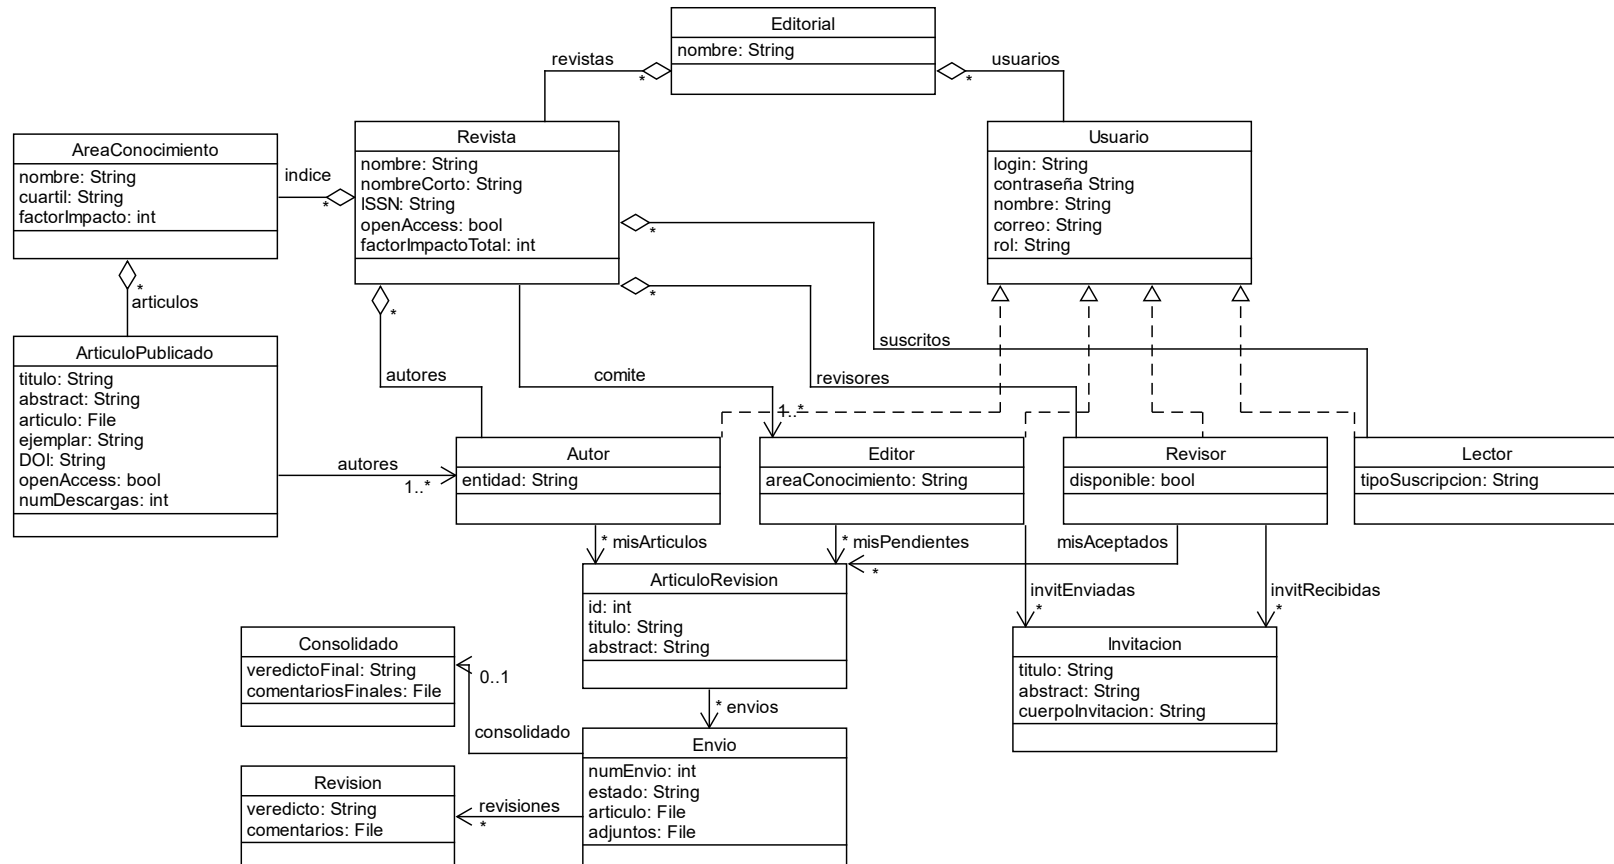 Editorial
nombre: String
revistas
*
usuarios
*
Revista
nombre: String
nombreCorto: String
ISSN: String
openAccess: bool
factorImpactoTotal: int
Usuario
login: String
contraseña String
nombre: String
correo: String
rol: String
AreaConocimiento
nombre: String
cuartil: String
factorImpacto: int
indice
*
*
*
*
articulos
*
suscritos
ArticuloPublicado
titulo: String
abstract: String
articulo: File
ejemplar: String
DOI: String
openAccess: bool
numDescargas: int
autores
comite
revisores
1..*
autores
1..*
Autor
entidad: String
Editor
areaConocimiento: String
Revisor
disponible: bool
Lector
tipoSuscripcion: String
* misArticulos
* misPendientes
misAceptados
*
invitEnviadas
*
invitRecibidas
*
ArticuloRevision
id: int
titulo: String
abstract: String
Invitacion
titulo: String
abstract: String
cuerpoInvitacion: String
Consolidado
veredictoFinal: String
comentariosFinales: File
0..1
consolidado
* envios
Envio
numEnvio: int
estado: String
articulo: File
adjuntos: File
Revision
veredicto: String
comentarios: File
revisiones
*